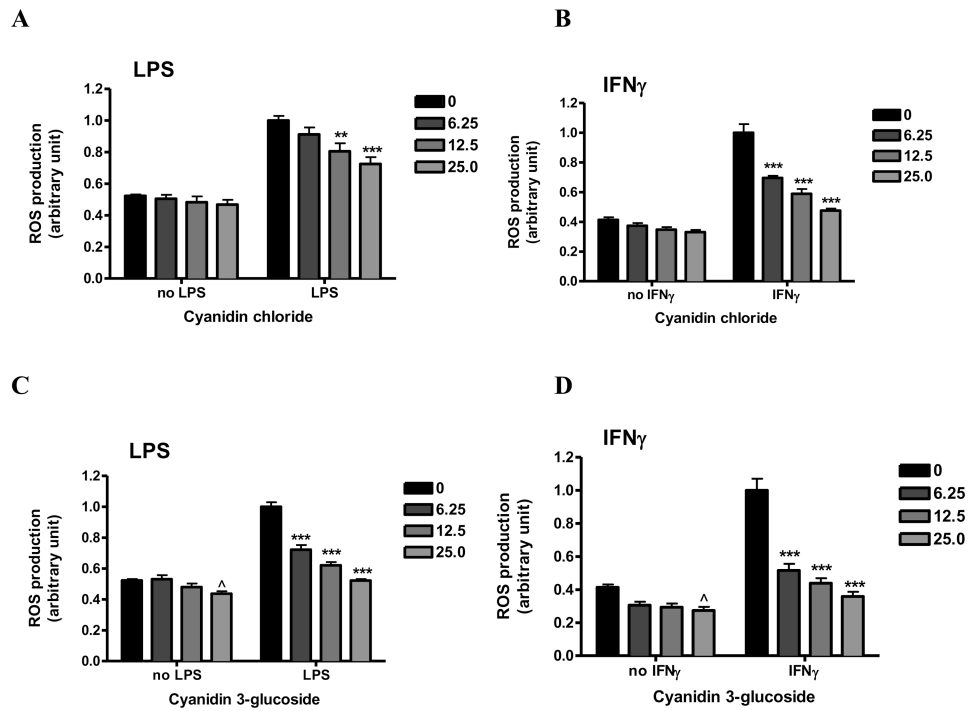 A
LPS
ROS production
(arbitrary unit)
1.2
1.0
0.8
0.6
0.4
0.2
0.0
** ***
no LPS LPS
Cyanidin chloride
0
6.25
12.5
25.0
B
IFNγ
ROS production
(arbitrary unit)
1.2
1.0
0.8
0.6
0.4
0.2
0.0
*** *** ***
no IFNγ IFNγ
Cyanidin chloride
0
6.25
12.5
25.0
C
LPS
ROS production
(arbitrary unit)
1.2
1.0
0.8
0.6
0.4
0.2
0.0
^ *** *** ***
no LPS LPS
Cyanidin 3-glucoside
0
6.25
12.5
25.0
D
IFNγ
ROS production
(arbitrary unit)
1.2
1.0
0.8
0.6
0.4
0.2
0.0
^ *** *** ***
no IFNγ IFNγ
Cyanidin 3-glucoside
0
6.25
12.5
25.0